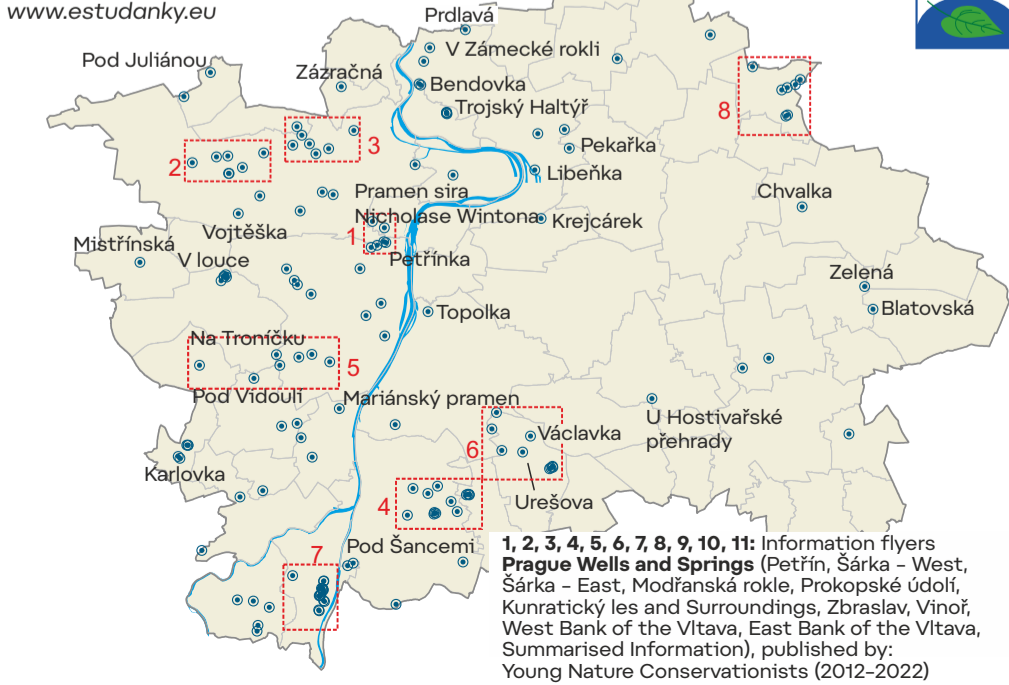 www.estudanky.eu
Prdlavá
V Zámecké rokli
Pod Juliánou
Zázračná
Bendovka
Trojský Haltýř
8
3
2
Pekařka
Libeňka
Pramen sira
Nicholase Wintona
Chvalka
Krejcárek
Vojtěška
1
Mistřínská
V louce
Petřínka
Zelená
Blatovská
Topolka
Na Troníčku
5
Pod Vidoulí
Mariánský pramen
U Hostivařské
přehrady
Václavka
6
Karlovka
Urešova
4
Pod Šancemi
7
1, 2, 3, 4, 5, 6, 7, 8, 9, 10, 11: Information flyers
Prague Wells and Springs (Petřín, Šárka – West,
Šárka – East, Modřanská rokle, Prokopské údolí,
Kunratický les and Surroundings, Zbraslav, Vinoř,
West Bank of the Vltava, East Bank of the Vltava,
Summarised Information), published by:
Young Nature Conservationists (2012–2022)